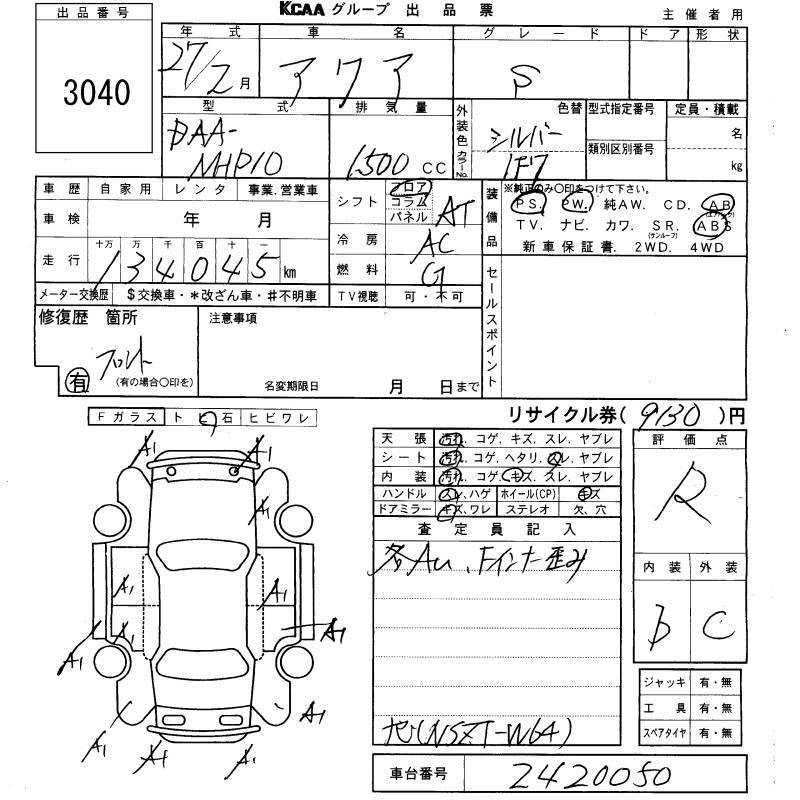 KCAA グループ 出品票
主催者用
出品番号
3040
年式 車名 グレード ドア 形状
27/2月 アクア S
型式 排気量 外装色 カラーNo. 色替 型式指定番号 定員・積載
DAA-NHP10 1500 CC シルバー 1F7 類別区別番号 名 kg
車歴 自家用 レンタ 事業.営業車
車検 年 月
走行 十万 万 千 百 十 一
134045 km
メーター交換歴 $交換車・*改ざん車・#不明車
シフト フロア コラム パネル AT
冷房 AC
燃料 G
TV視聴 可・不可
装備品 ※純正のみ〇印をつけて下さい。
PS. PW. 純AW. CD. AB(エアバック)
TV. ナビ. カワ. SR.(サンルーフ) ABS
新車保証書. 2WD. 4WD
セールスポイント
修復歴 箇所
フロント
有 (有の場合〇印を)
注意事項
名変期限日 月 日まで
リサイクル券( 9130 )円
Fガラス ト ビ 石 ヒビワレ
天張 汚れ. コゲ. キズ. スレ. ヤブレ
シート 汚れ. コゲ. ヘタリ. スレ. ヤブレ
内装 汚れ. コゲ. キズ. スレ. ヤブレ
ハンドル スレ、ハゲ ホイール(CP) キズ
ドアミラー キズ、ワレ ステレオ 欠、穴
査定員記入
各AU、Fインナー歪み
(NSZT-W64)
評価点
R
内装 外装
D C
ジャッキ 有・無
工具 有・無
スペアタイヤ 有・無
車台番号 2420050
A1 A1
A1
A1 A1
A1 A1
A1
A1
A1 A1 A1